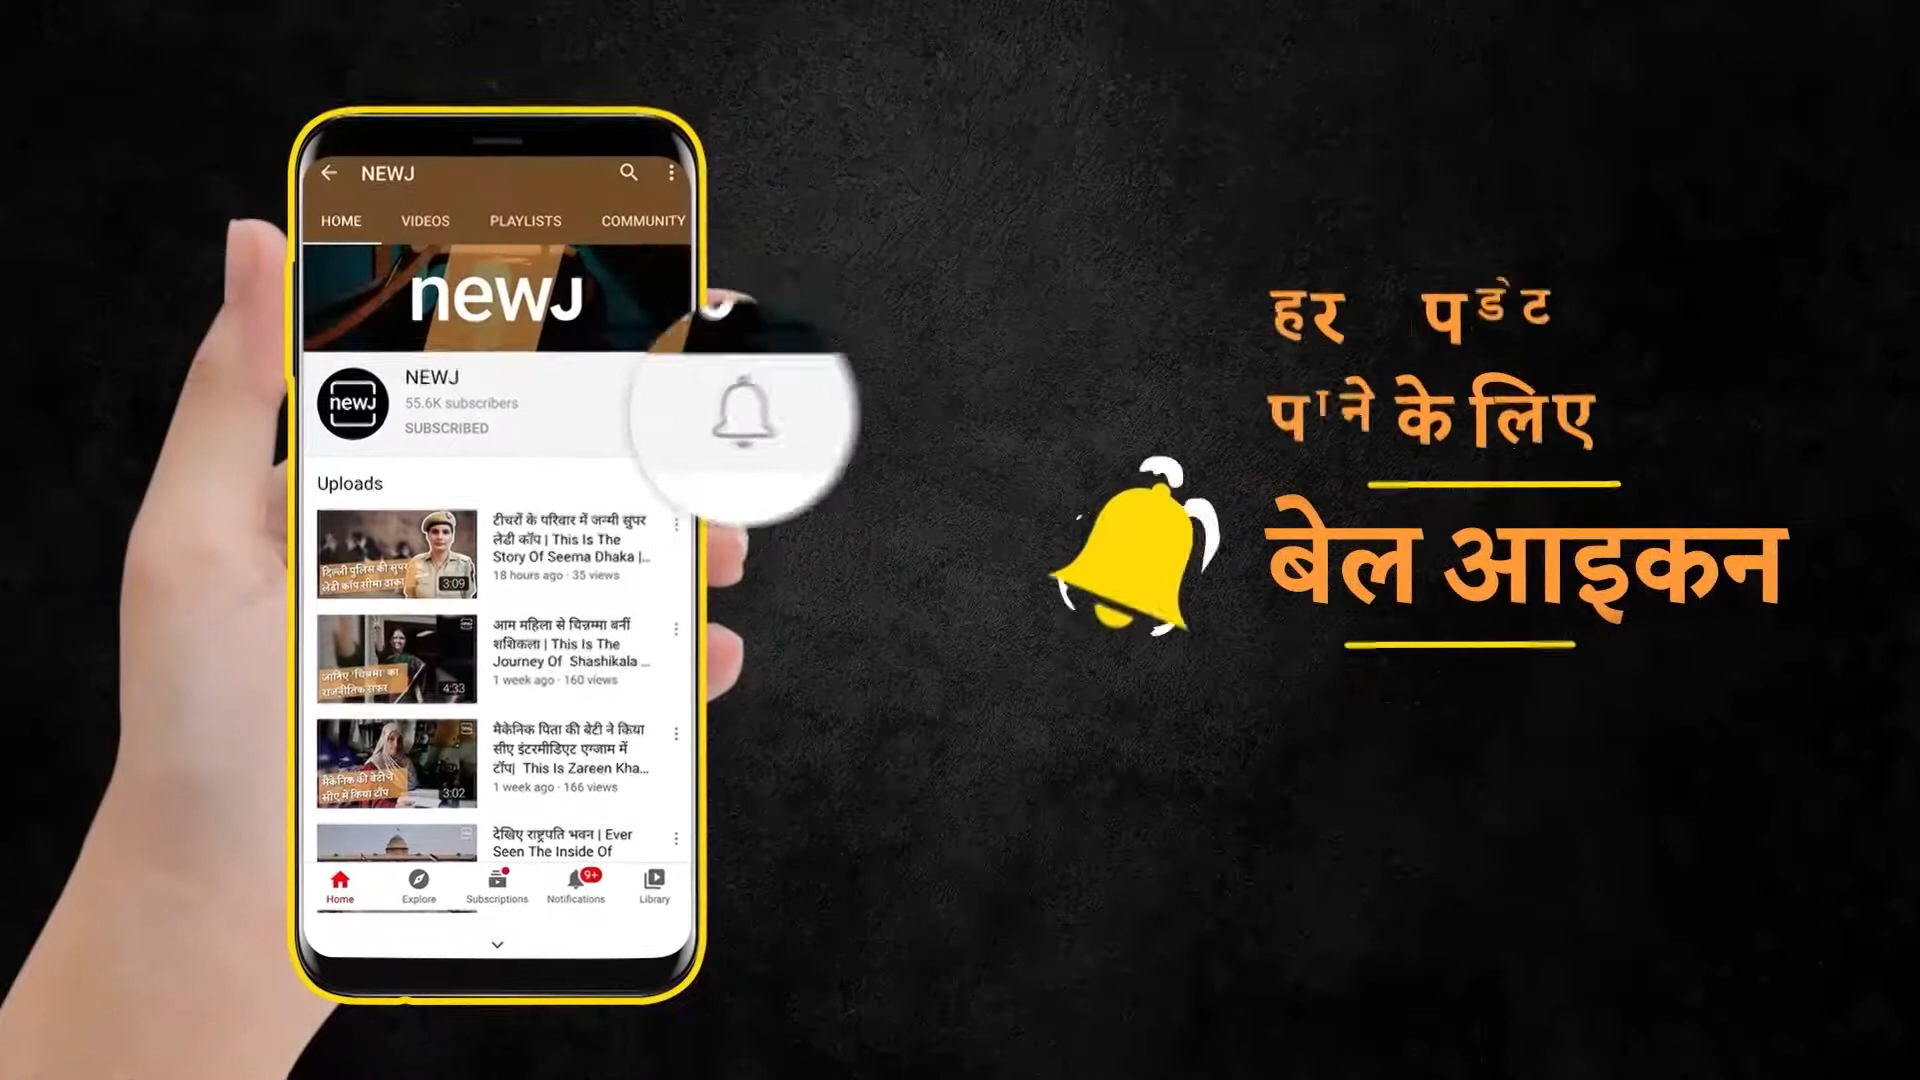 NEWJ
HOME VIDEOS PLAYLISTS COMMUNITY
newJ
NEWJ
55.6K subscribers
SUBSCRIBED
newJ
Uploads
टीचरों के परिवार में जन्मी सुपर
लेडी कॉप | This Is The
Story Of Seema Dhaka |...
18 hours ago · 35 views
दिल्ली पुलिस की सुपर
लेडी कॉप सीमा ढाका
3:09
आम महिला से चिन्नम्मा बनीं
शशिकला | This Is The
Journey Of Shashikala ...
1 week ago · 160 views
जानिए 'चिन्नम्मा' का
राजनीतिक सफर
4:33
मैकेनिक पिता की बेटी ने किया
सीए इंटरमीडिएट एग्जाम में
टॉप| This Is Zareen Kha...
1 week ago · 166 views
मैकेनिक की बेटी ने
सीए में किया टॉप
3:02
देखिए राष्ट्रपति भवन | Ever
Seen The Inside Of
9+
Home Explore Subscriptions Notifications Library
हर पडेट
पाने के लिए
बेल आइकन